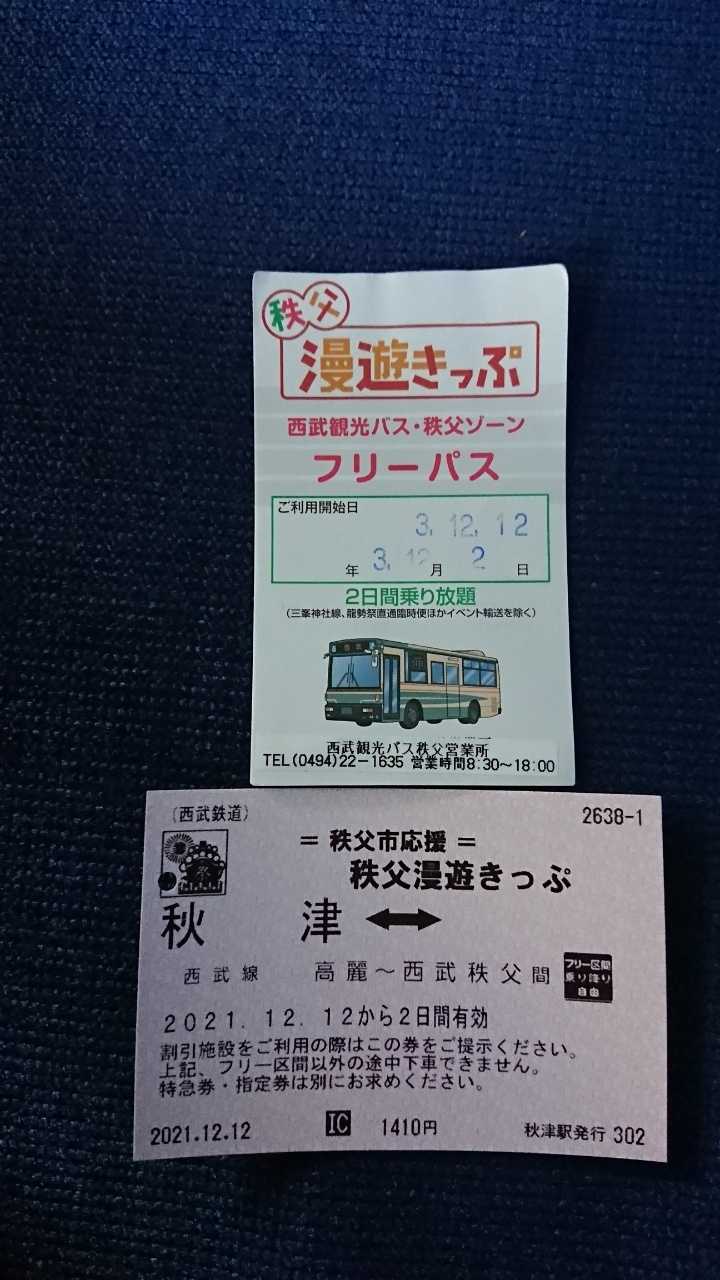 秩父
漫遊きっぷ
西武観光バス・秩父ゾーン
フリーパス
ご利用開始日
3.12.12
年 3.12 月 2 日
2日間乗り放題
(三峯神社線、龍勢祭直通臨時便ほかイベント輸送を除く)
西武観光バス秩父営業所
TEL(0494)22-1635 営業時間8:30~18:00
(西武鉄道)
2638-1
= 秩父市応援 =
秩父漫遊きっぷ
秋津 ⟷
西武線 高麗~西武秩父間
フリー区間
乗り降り
自由
2021.12.12から2日間有効
割引施設をご利用の際はこの券をご提示ください。
上記、フリー区間以外の途中下車できません。
特急券・指定券は別にお求めください。
2021.12.12 IC 1410円 秋津駅発行 302